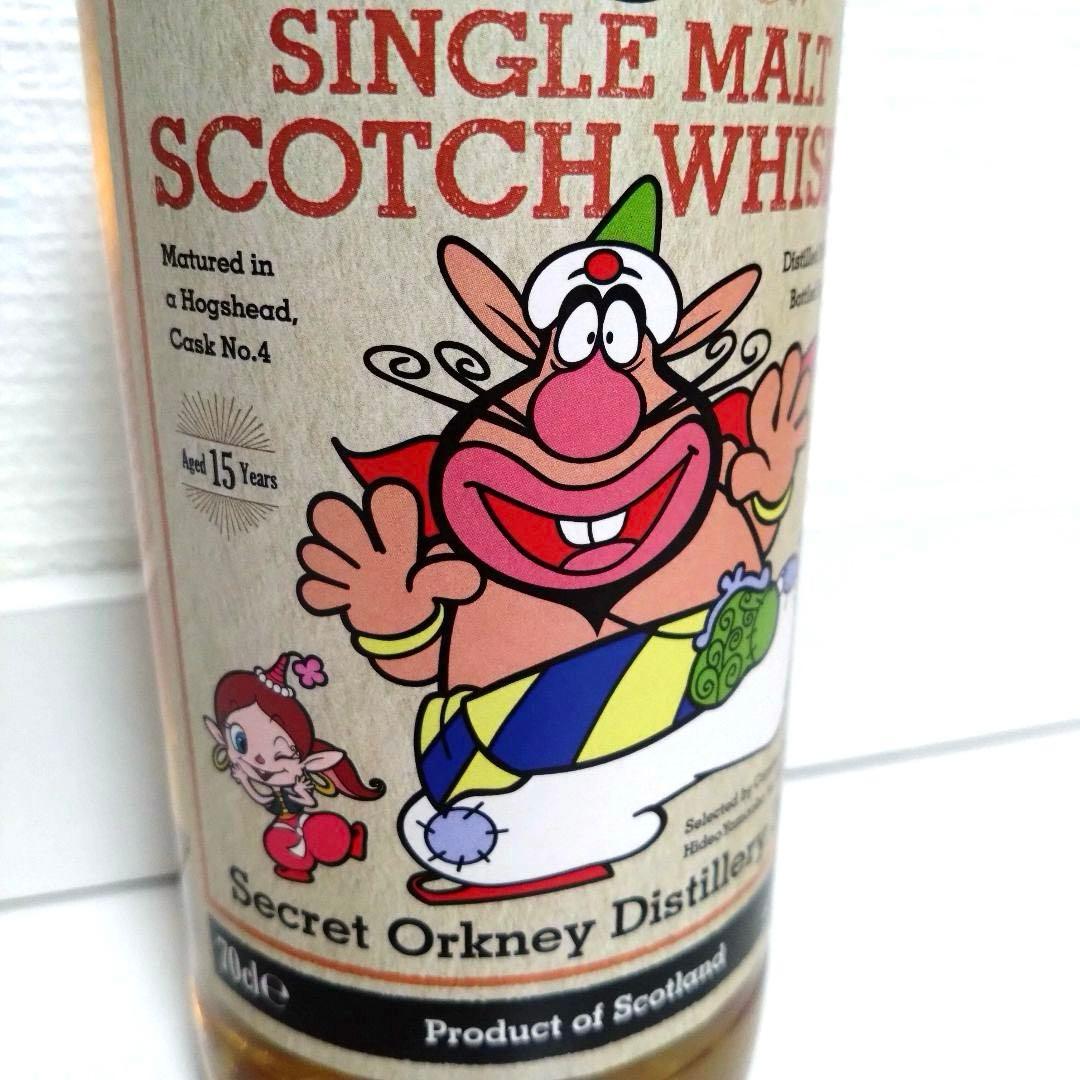 SINGLE MALT
SCOTCH
Matured in
a Hogshead,
Cask No.4
Aged 15 Years
Selected by
Hideo
Secret Orkney Distillery
70cl e
Product of Scotland